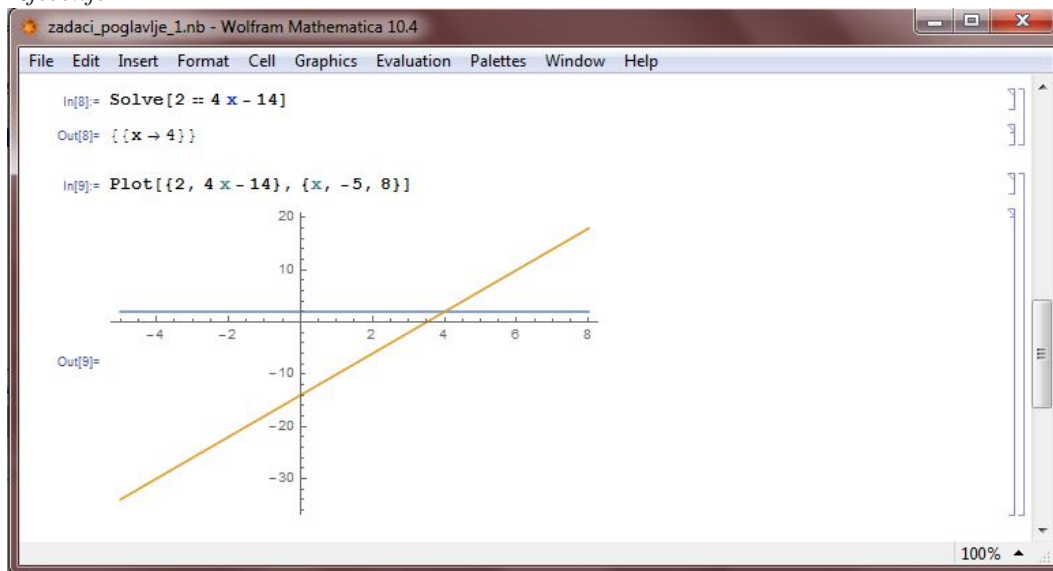 zadaci_poglavlje_1.nb - Wolfram Mathematica 10.4
File Edit Insert Format Cell Graphics Evaluation Palettes Window Help
In[8]:= Solve[2 == 4 x - 14]
Out[8]= {{x → 4}}
In[9]:= Plot[{2, 4 x - 14}, {x, -5, 8}]
20
10
-4 -2 2 4 6 8
Out[9]=
-10
-20
-30
100%